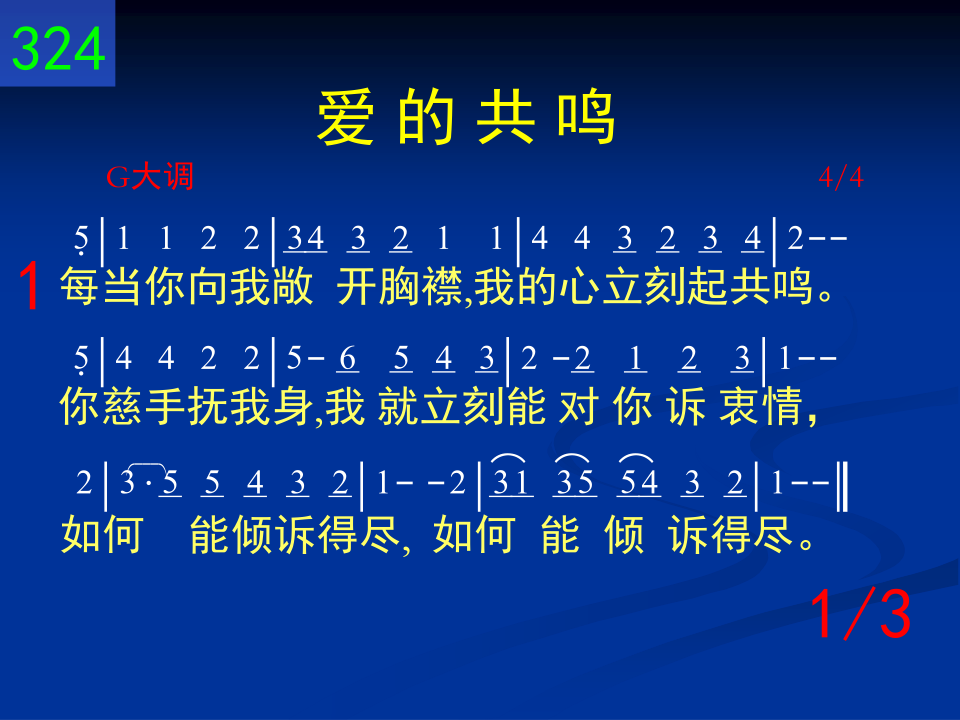 324
爱的共鸣
G大调 4/4
5|1 1 2 2|34 3 2 1 1|4 4 3 2 3 4|2--
1
每当你向我敞 开胸襟,我的心立刻起共鸣。
5|4 4 2 2|5- 6 5 4 3|2 -2 1 2 3|1--
你慈手抚我身,我 就立刻能 对 你 诉 衷情，
2|3·5 5 4 3 2|1- -2|31 35 54 3 2|1--‖
如何 能倾诉得尽, 如何 能 倾 诉得尽。
1/3